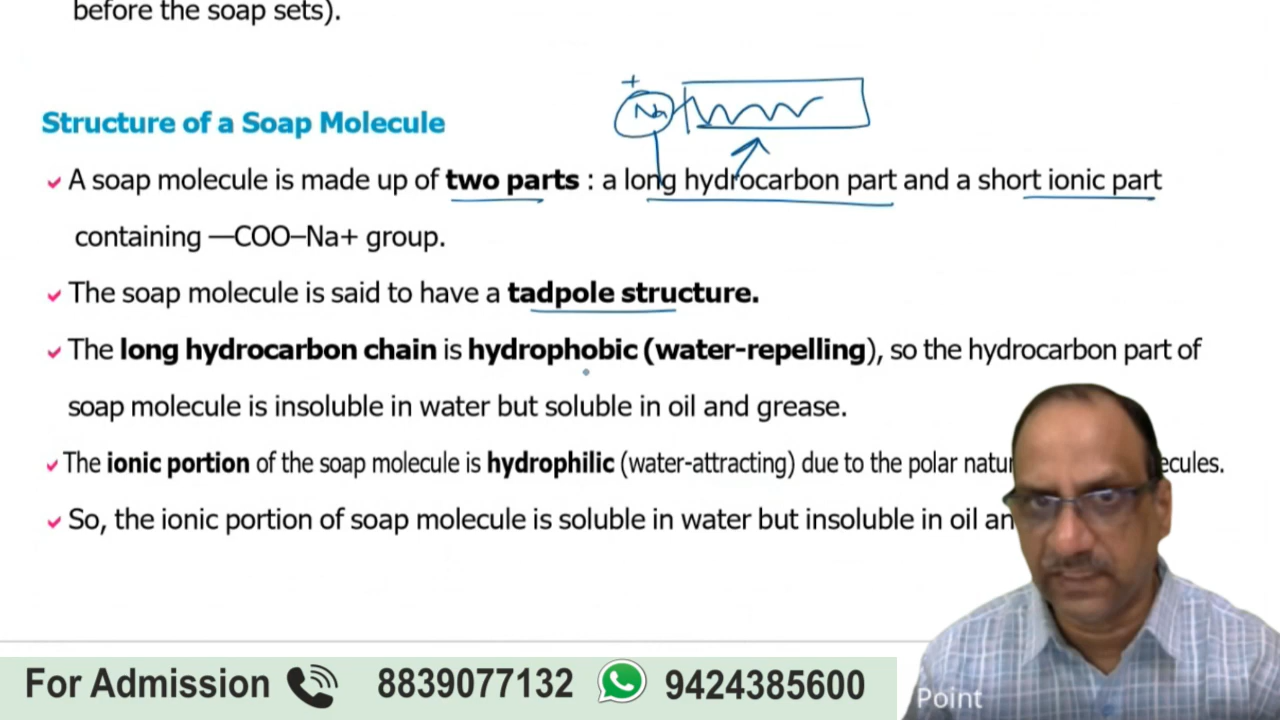 before the soap sets).
+
Na
Structure of a Soap Molecule
A soap molecule is made up of two parts : a long hydrocarbon part and a short ionic part
containing —COO–Na+ group.
The soap molecule is said to have a tadpole structure.
The long hydrocarbon chain is hydrophobic (water-repelling), so the hydrocarbon part of
soap molecule is insoluble in water but soluble in oil and grease.
The ionic portion of the soap molecule is hydrophilic (water-attracting) due to the polar
So, the ionic portion of soap molecule is soluble in water but insoluble in oil
For Admission 8839077132 9424385600
Point